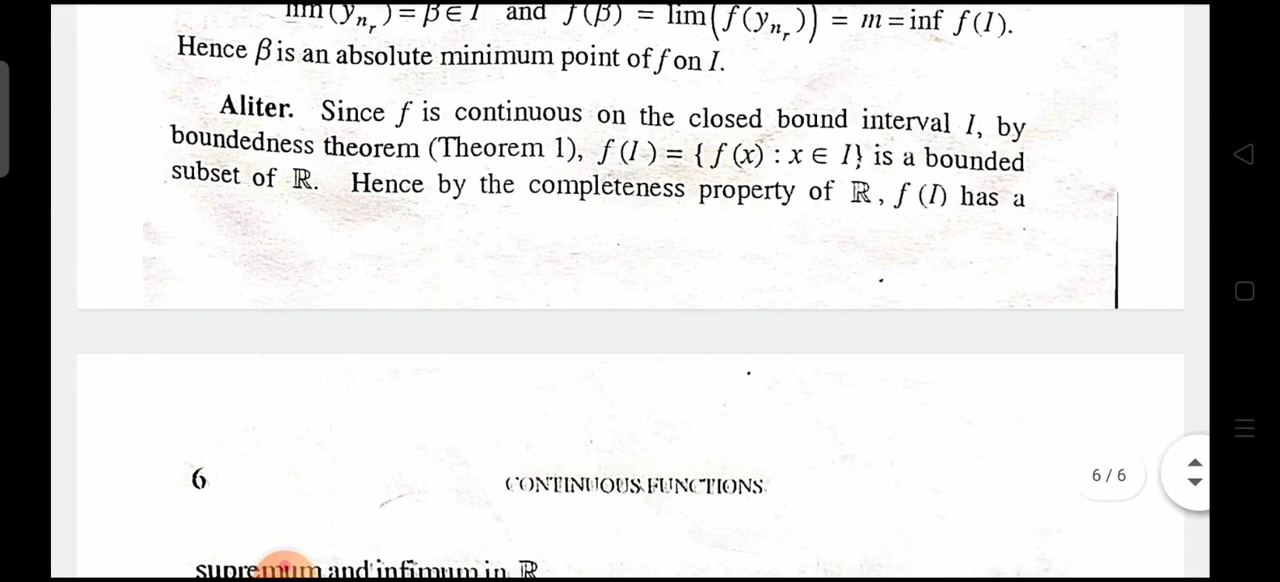 lim(y_{n_r}) = β ∈ I and f(β) = lim(f(y_{n_r})) = m = inf f(I).
Hence β is an absolute minimum point of f on I.
Aliter. Since f is continuous on the closed bound interval I, by
boundedness theorem (Theorem 1), f(I) = {f(x) : x ∈ I} is a bounded
subset of ℝ. Hence by the completeness property of ℝ, f(I) has a
6 CONTINUOUS FUNCTIONS
6 / 6
supremum and infimum in ℝ